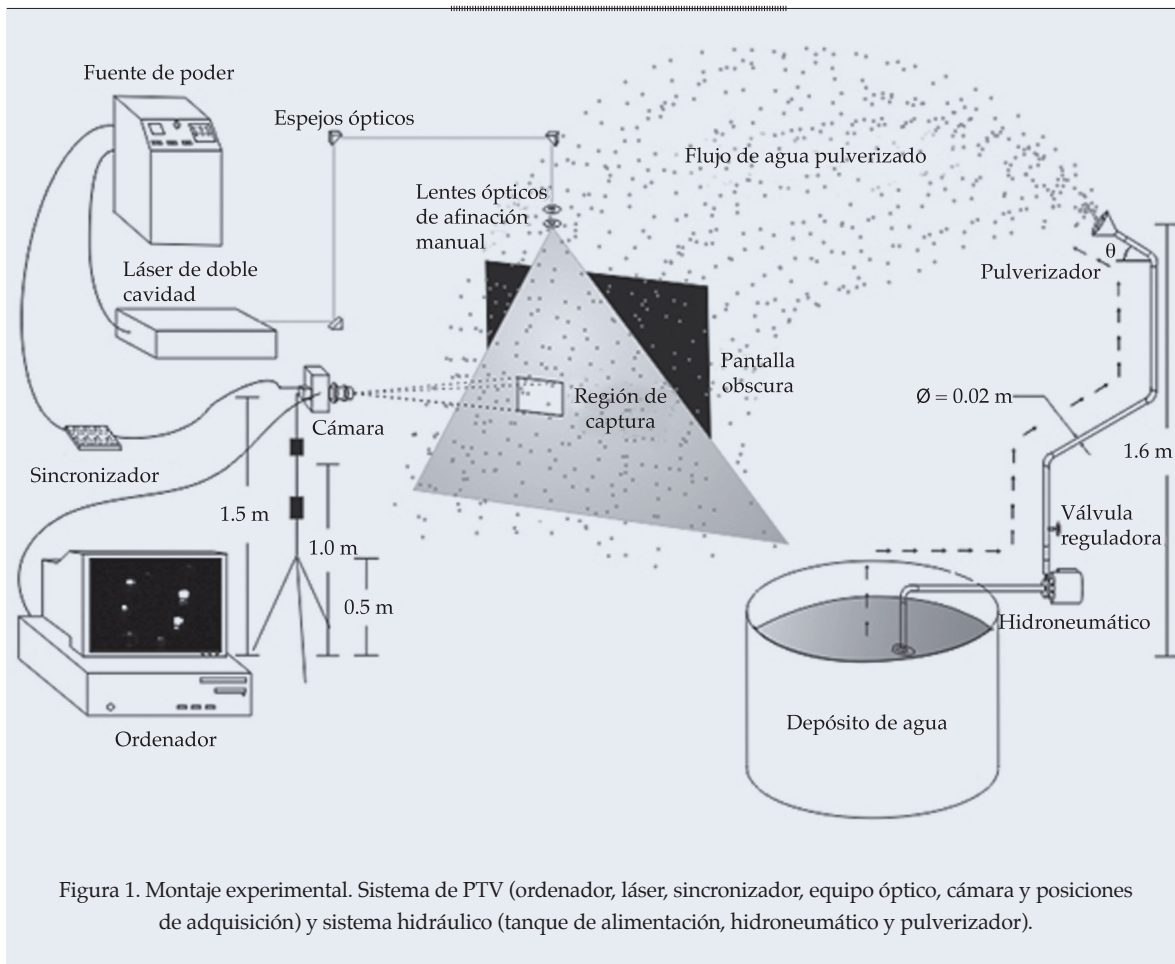 Fuente de poder
Espejos ópticos
Flujo de agua pulverizado
Lentes ópticos
de afinación
manual
θ
Pulverizador
Láser de doble
cavidad
Pantalla
obscura
Región de
captura
Ø = 0.02 m
Cámara
1.6 m
Sincronizador
1.5 m
Válvula
reguladora
1.0 m
0.5 m
Hidroneumático
Depósito de agua
Ordenador
Figura 1. Montaje experimental. Sistema de PTV (ordenador, láser, sincronizador, equipo óptico, cámara y posiciones
de adquisición) y sistema hidráulico (tanque de alimentación, hidroneumático y pulverizador).